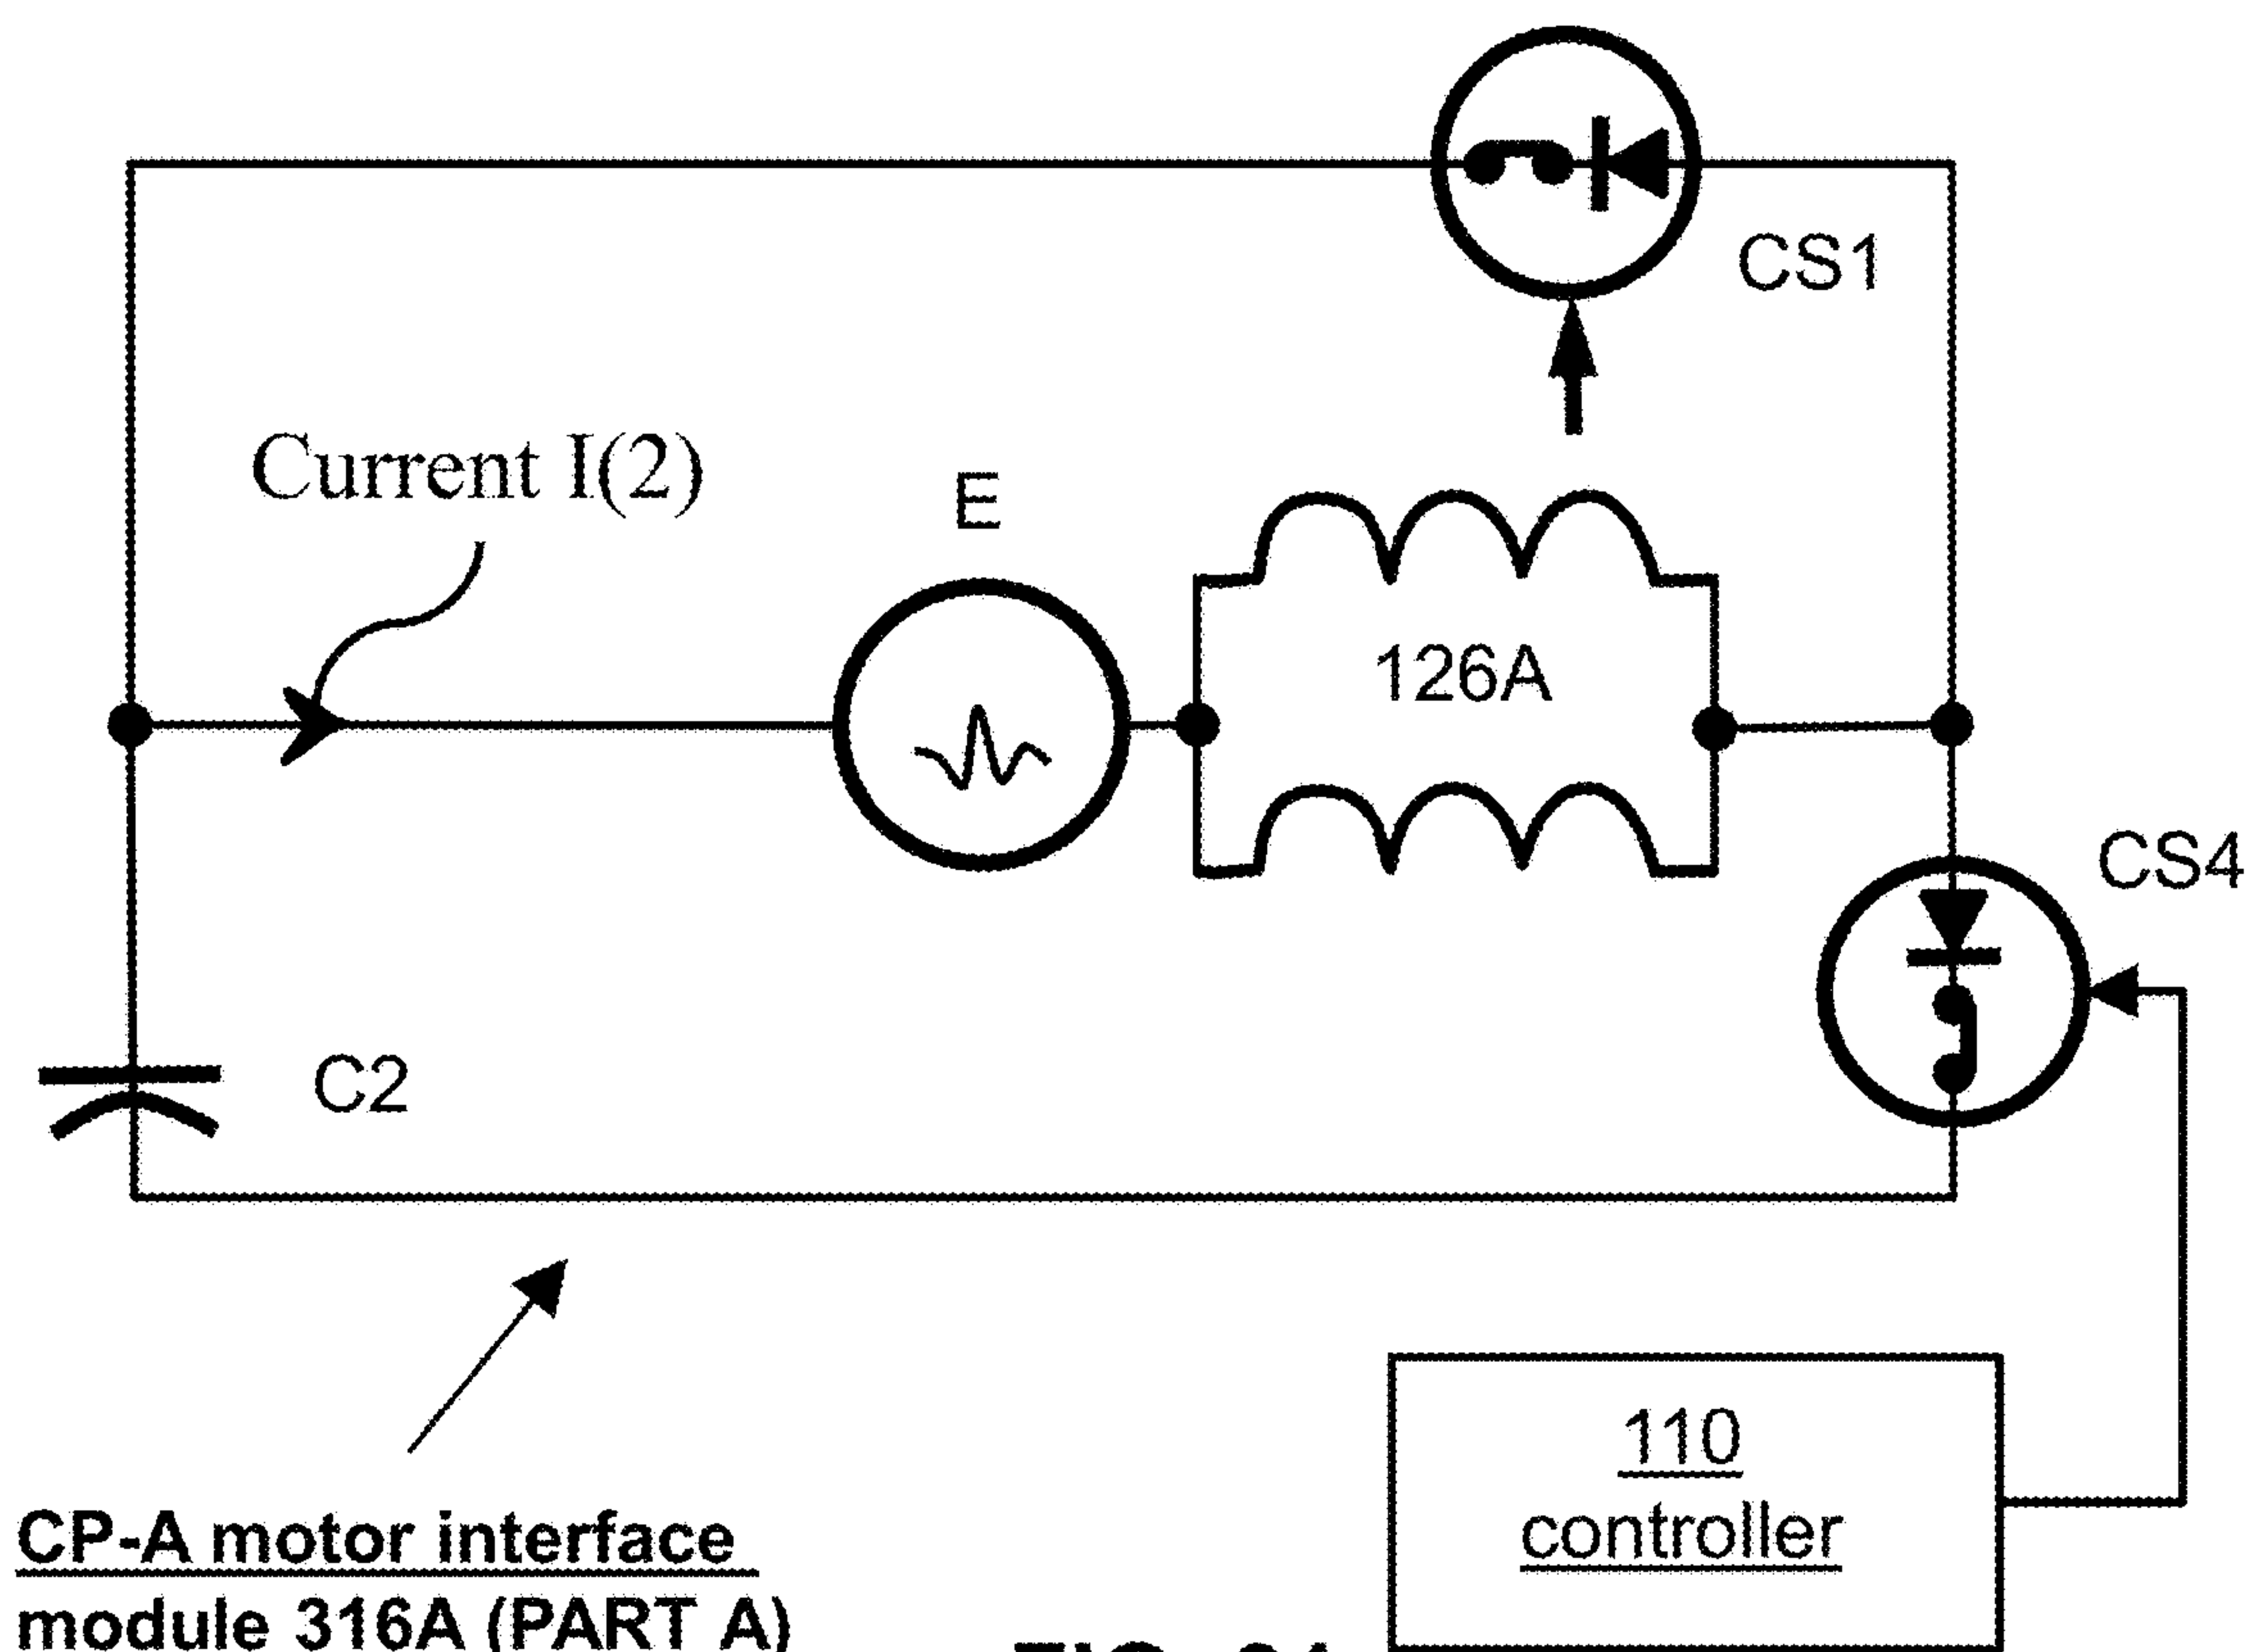 CS1
Current I(2)
E
126A
CS4
C2
110
controller
CP-A motor interface
module 316A (PART A)